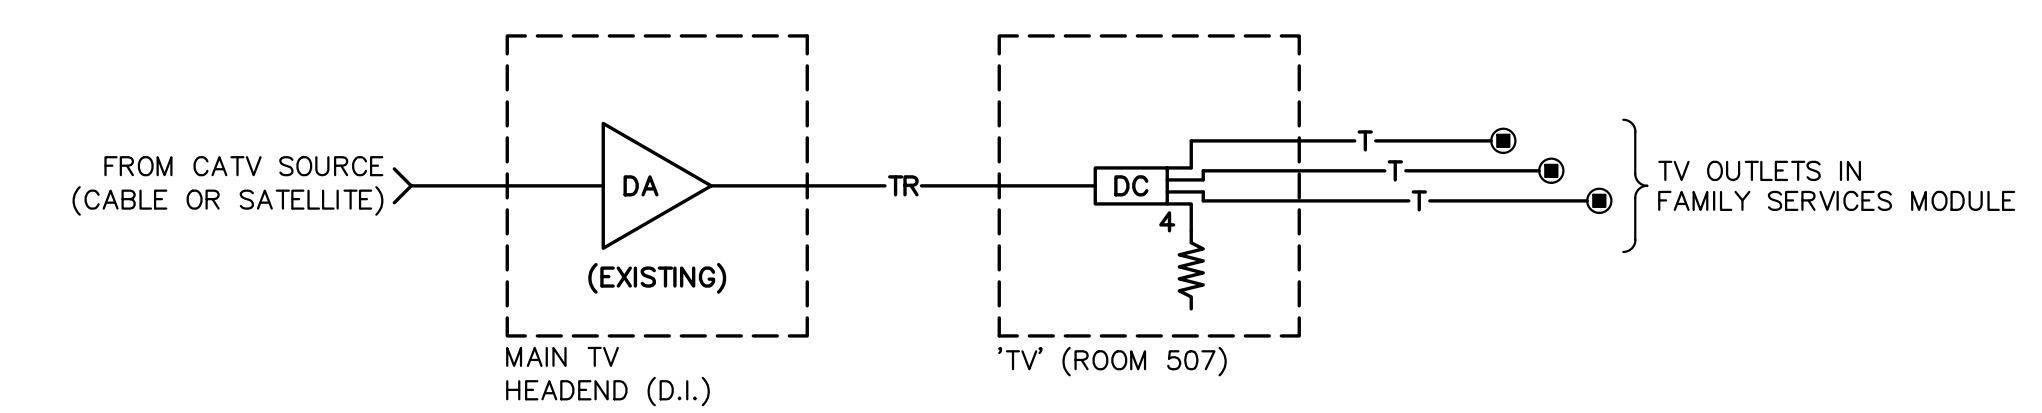 FROM CATV SOURCE
(CABLE OR SATELLITE)
DA
(EXISTING)
MAIN TV
HEADEND (D.I.)
TR
DC
4
'TV' (ROOM 507)
T
T
T
TV OUTLETS IN
FAMILY SERVICES MODULE